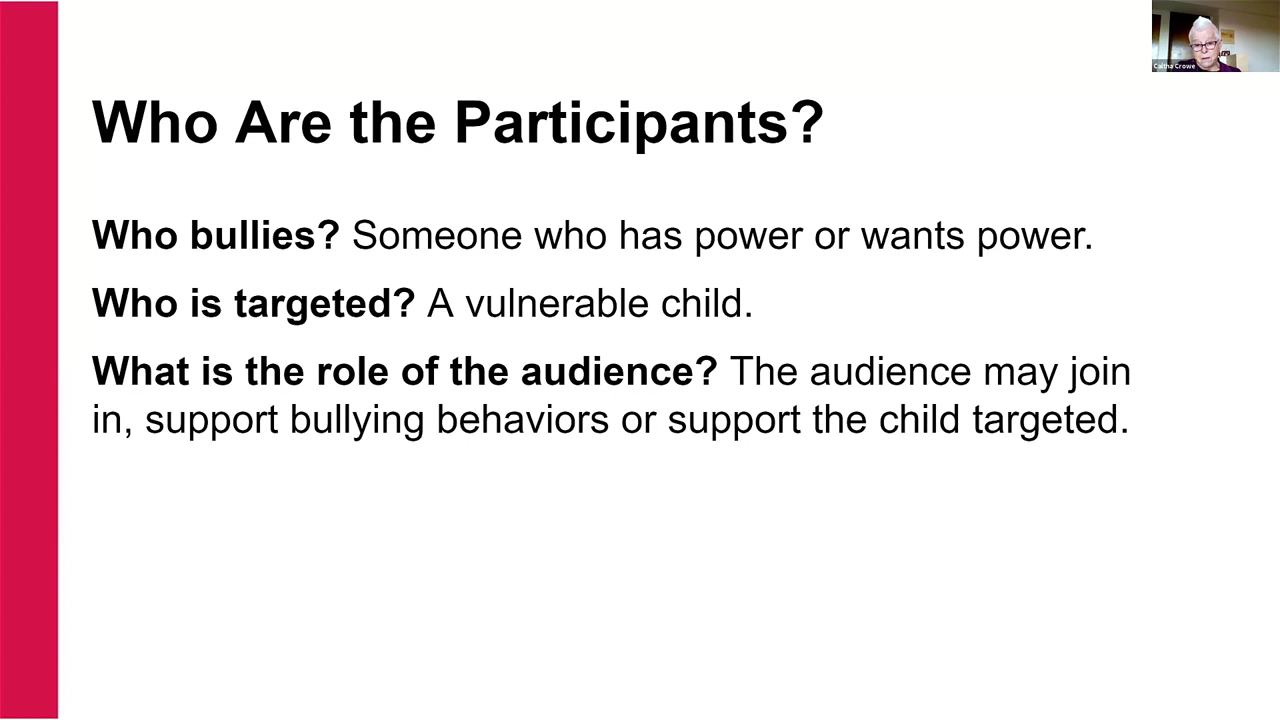 Caltha Crowe
Who Are the Participants?
Who bullies? Someone who has power or wants power.
Who is targeted? A vulnerable child.
What is the role of the audience? The audience may join
in, support bullying behaviors or support the child targeted.